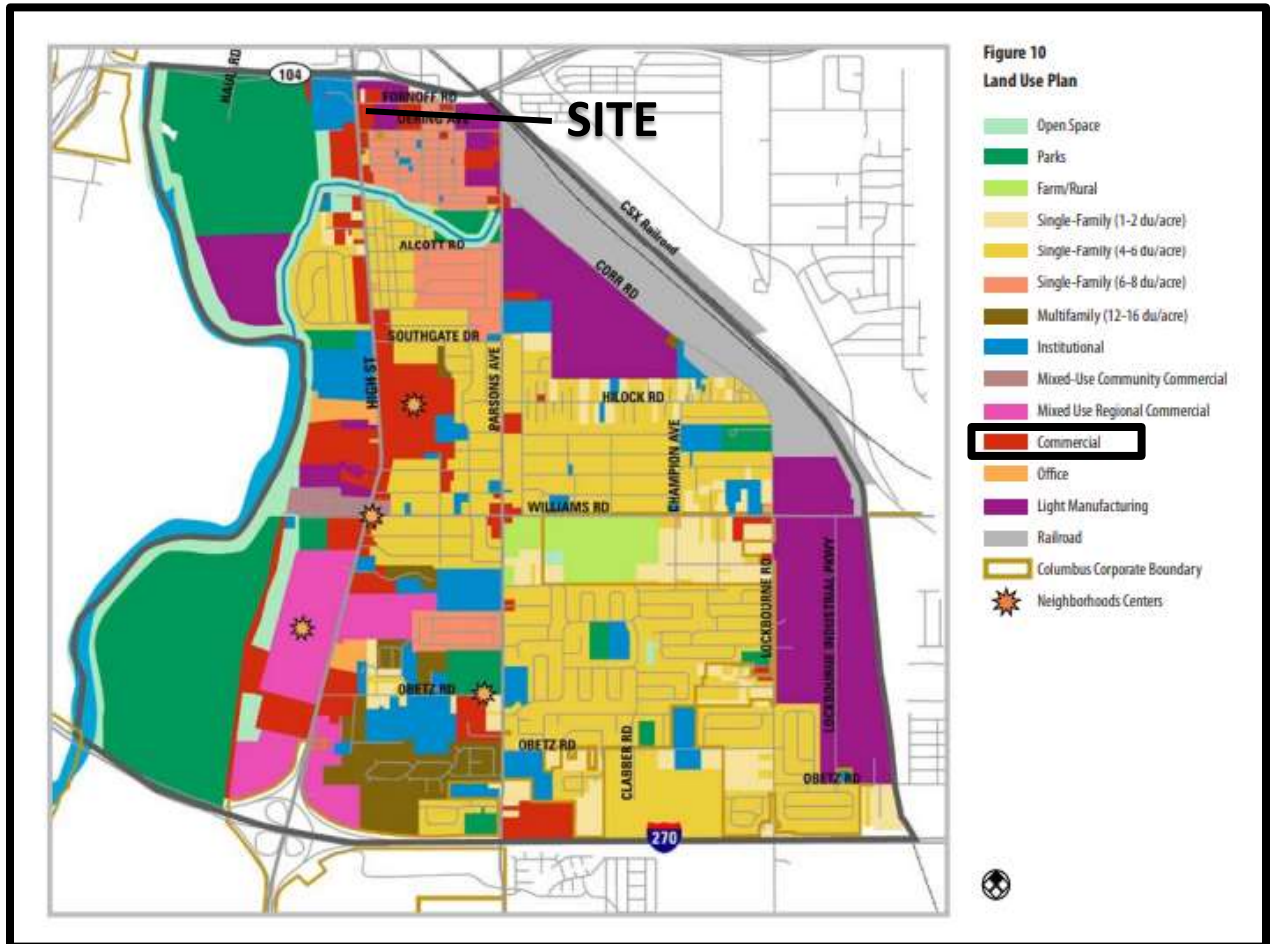 HAUL RD
104
FORNOFF RD
DERING AVE
SITE
CSX Railroad
ALCOTT RD
CORR RD
SOUTHGATE DR
HIGH ST
PARSONS AVE
HILOCK RD
CHAMPION AVE
WILLIAMS RD
LOCKBOURNE RD
LOCKBOURNE INDUSTRIAL PKWY
OBETZ RD
OBETZ RD
CLABBER RD
OBETZ RD
270
Figure 10
Land Use Plan
Open Space
Parks
Farm/Rural
Single-Family (1-2 du/acre)
Single-Family (4-6 du/acre)
Single-Family (6-8 du/acre)
Multifamily (12-16 du/acre)
Institutional
Mixed-Use Community Commercial
Mixed Use Regional Commercial
Commercial
Office
Light Manufacturing
Railroad
Columbus Corporate Boundary
Neighborhoods Centers